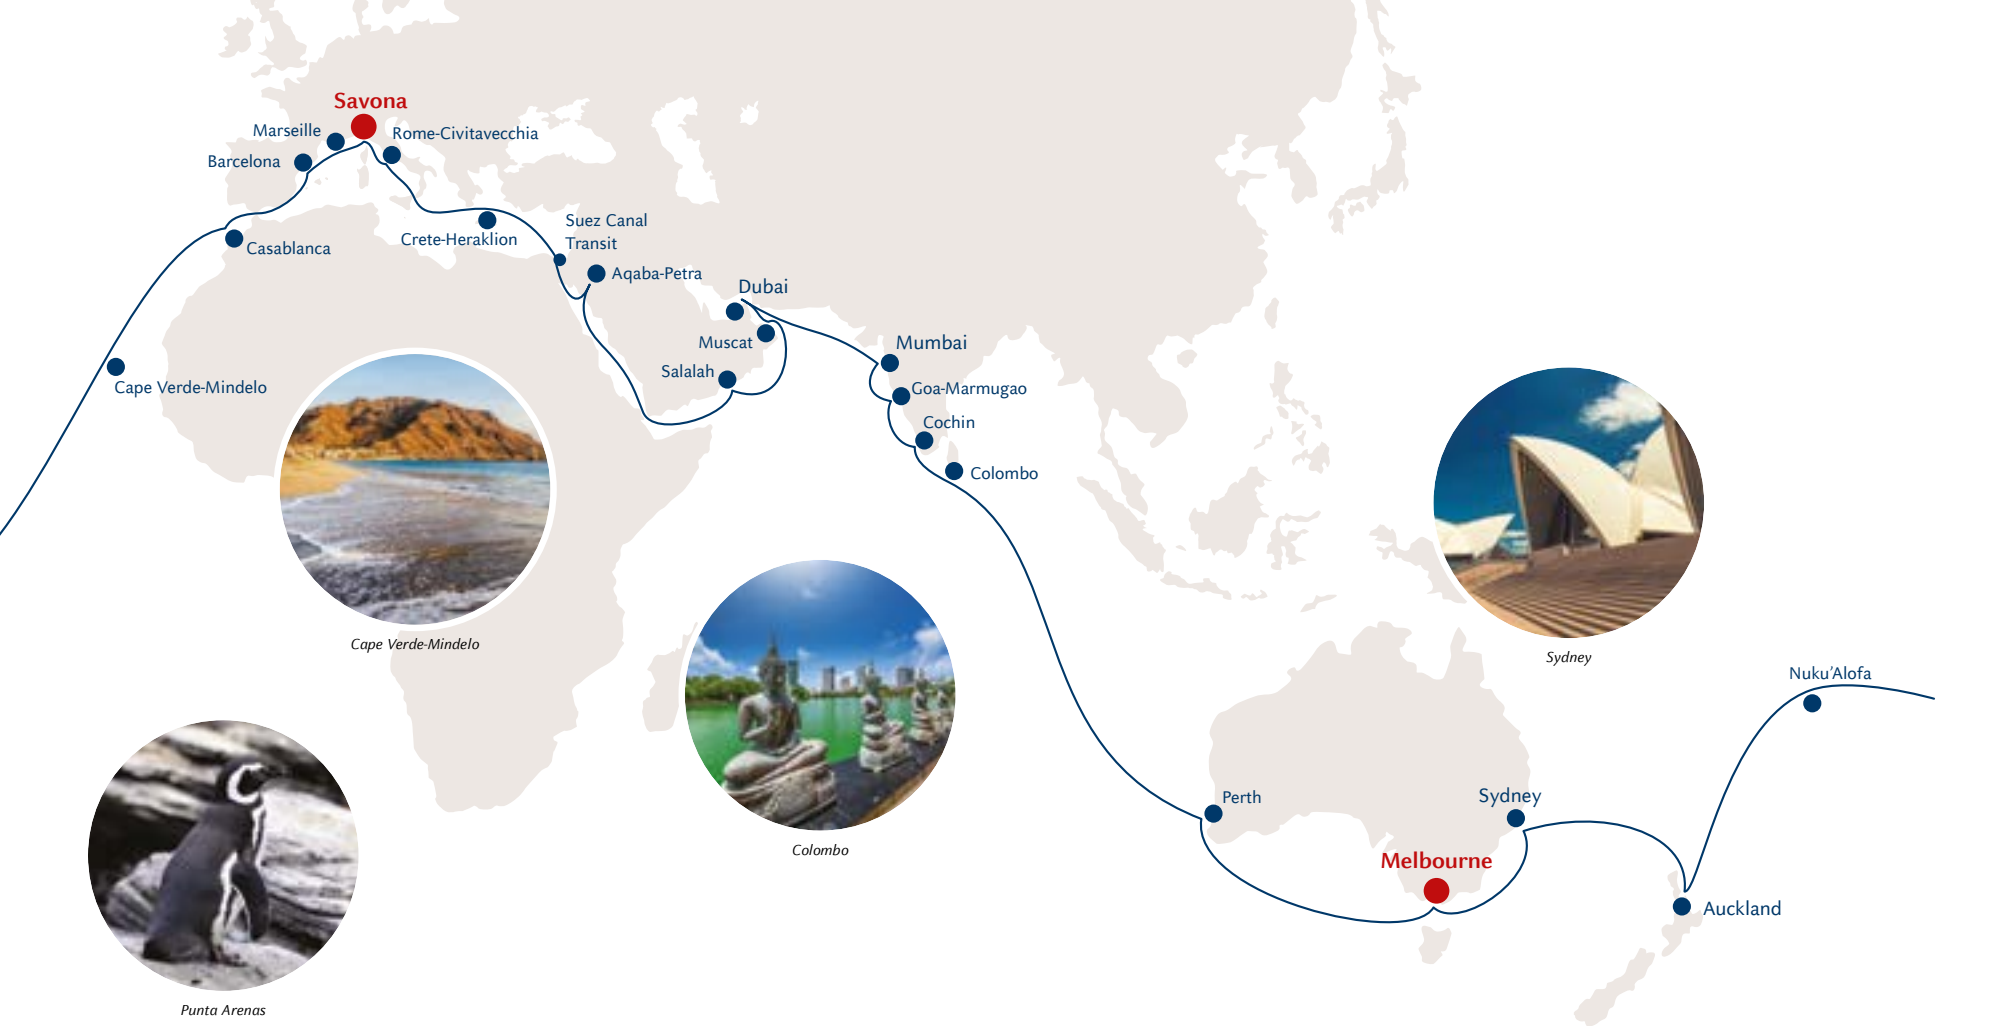 Savona
Marseille
Rome-Civitavecchia
Barcelona
Suez Canal
Transit
Crete-Heraklion
Casablanca
Aqaba-Petra
Dubai
Muscat
Mumbai
Salalah
Cape Verde-Mindelo
Goa-Marmugao
Cochin
Colombo
Cape Verde-Mindelo
Sydney
Nuku’Alofa
Perth
Sydney
Colombo
Melbourne
Auckland
Punta Arenas